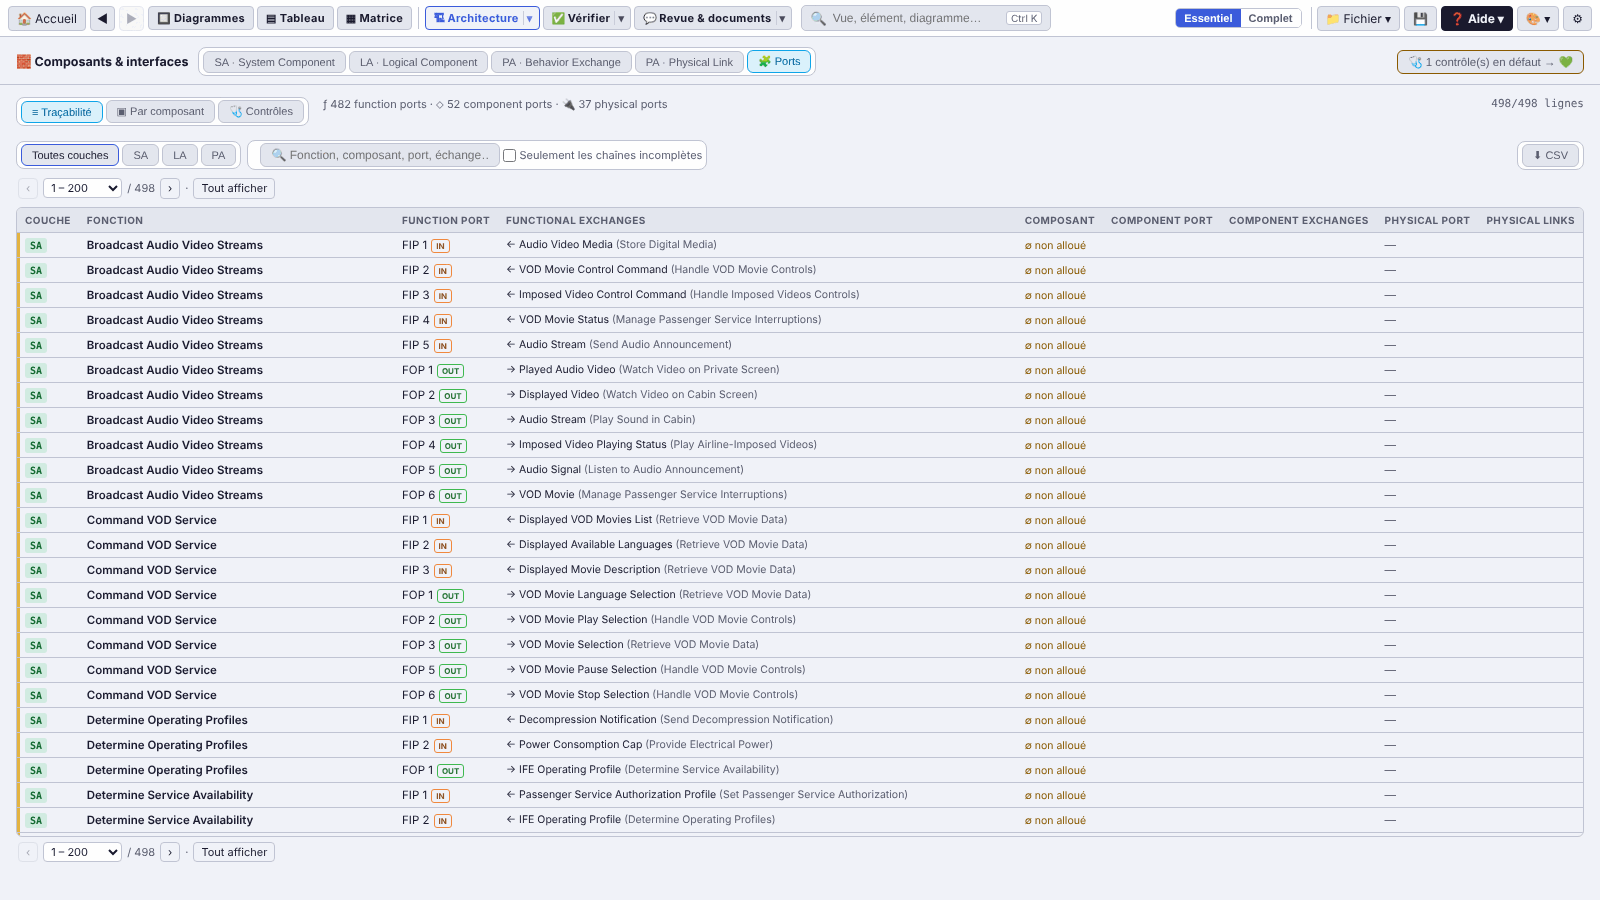 🏠 Accueil ◀ ▶ 🔲 Diagrammes ▤ Tableau ▦ Matrice 🏗 Architecture ▾ ✅ Vérifier ▾ 💬 Revue & documents ▾ 🔍 Vue, élément, diagramme… Ctrl K Essentiel Complet 📁 Fichier ▾ 💾 ❓ Aide ▾ 🎨 ▾ ⚙
🧱 Composants & interfaces SA · System Component LA · Logical Component PA · Behavior Exchange PA · Physical Link 🧩 Ports 🩺 1 contrôle(s) en défaut → 💚
≡ Traçabilité ▣ Par composant 🩺 Contrôles ƒ 482 function ports · ◇ 52 component ports · 🔌 37 physical ports 498/498 lignes
Toutes couches SA LA PA 🔍 Fonction, composant, port, échange… Seulement les chaînes incomplètes ⬇ CSV
‹ 1 – 200 / 498 › · Tout afficher
COUCHE FONCTION FUNCTION PORT FUNCTIONAL EXCHANGES COMPOSANT COMPONENT PORT COMPONENT EXCHANGES PHYSICAL PORT PHYSICAL LINKS
SA Broadcast Audio Video Streams FIP 1 IN ← Audio Video Media (Store Digital Media) ⌀ non alloué —
SA Broadcast Audio Video Streams FIP 2 IN ← VOD Movie Control Command (Handle VOD Movie Controls) ⌀ non alloué —
SA Broadcast Audio Video Streams FIP 3 IN ← Imposed Video Control Command (Handle Imposed Videos Controls) ⌀ non alloué —
SA Broadcast Audio Video Streams FIP 4 IN ← VOD Movie Status (Manage Passenger Service Interruptions) ⌀ non alloué —
SA Broadcast Audio Video Streams FIP 5 IN ← Audio Stream (Send Audio Announcement) ⌀ non alloué —
SA Broadcast Audio Video Streams FOP 1 OUT → Played Audio Video (Watch Video on Private Screen) ⌀ non alloué —
SA Broadcast Audio Video Streams FOP 2 OUT → Displayed Video (Watch Video on Cabin Screen) ⌀ non alloué —
SA Broadcast Audio Video Streams FOP 3 OUT → Audio Stream (Play Sound in Cabin) ⌀ non alloué —
SA Broadcast Audio Video Streams FOP 4 OUT → Imposed Video Playing Status (Play Airline-Imposed Videos) ⌀ non alloué —
SA Broadcast Audio Video Streams FOP 5 OUT → Audio Signal (Listen to Audio Announcement) ⌀ non alloué —
SA Broadcast Audio Video Streams FOP 6 OUT → VOD Movie (Manage Passenger Service Interruptions) ⌀ non alloué —
SA Command VOD Service FIP 1 IN ← Displayed VOD Movies List (Retrieve VOD Movie Data) ⌀ non alloué —
SA Command VOD Service FIP 2 IN ← Displayed Available Languages (Retrieve VOD Movie Data) ⌀ non alloué —
SA Command VOD Service FIP 3 IN ← Displayed Movie Description (Retrieve VOD Movie Data) ⌀ non alloué —
SA Command VOD Service FOP 1 OUT → VOD Movie Language Selection (Retrieve VOD Movie Data) ⌀ non alloué —
SA Command VOD Service FOP 2 OUT → VOD Movie Play Selection (Handle VOD Movie Controls) ⌀ non alloué —
SA Command VOD Service FOP 3 OUT → VOD Movie Selection (Retrieve VOD Movie Data) ⌀ non alloué —
SA Command VOD Service FOP 5 OUT → VOD Movie Pause Selection (Handle VOD Movie Controls) ⌀ non alloué —
SA Command VOD Service FOP 6 OUT → VOD Movie Stop Selection (Handle VOD Movie Controls) ⌀ non alloué —
SA Determine Operating Profiles FIP 1 IN ← Decompression Notification (Send Decompression Notification) ⌀ non alloué —
SA Determine Operating Profiles FIP 2 IN ← Power Consomption Cap (Provide Electrical Power) ⌀ non alloué —
SA Determine Operating Profiles FOP 1 OUT → IFE Operating Profile (Determine Service Availability) ⌀ non alloué —
SA Determine Service Availability FIP 1 IN ← Passenger Service Authorization Profile (Set Passenger Service Authorization) ⌀ non alloué —
SA Determine Service Availability FIP 2 IN ← IFE Operating Profile (Determine Operating Profiles) ⌀ non alloué —
‹ 1 – 200 / 498 › · Tout afficher